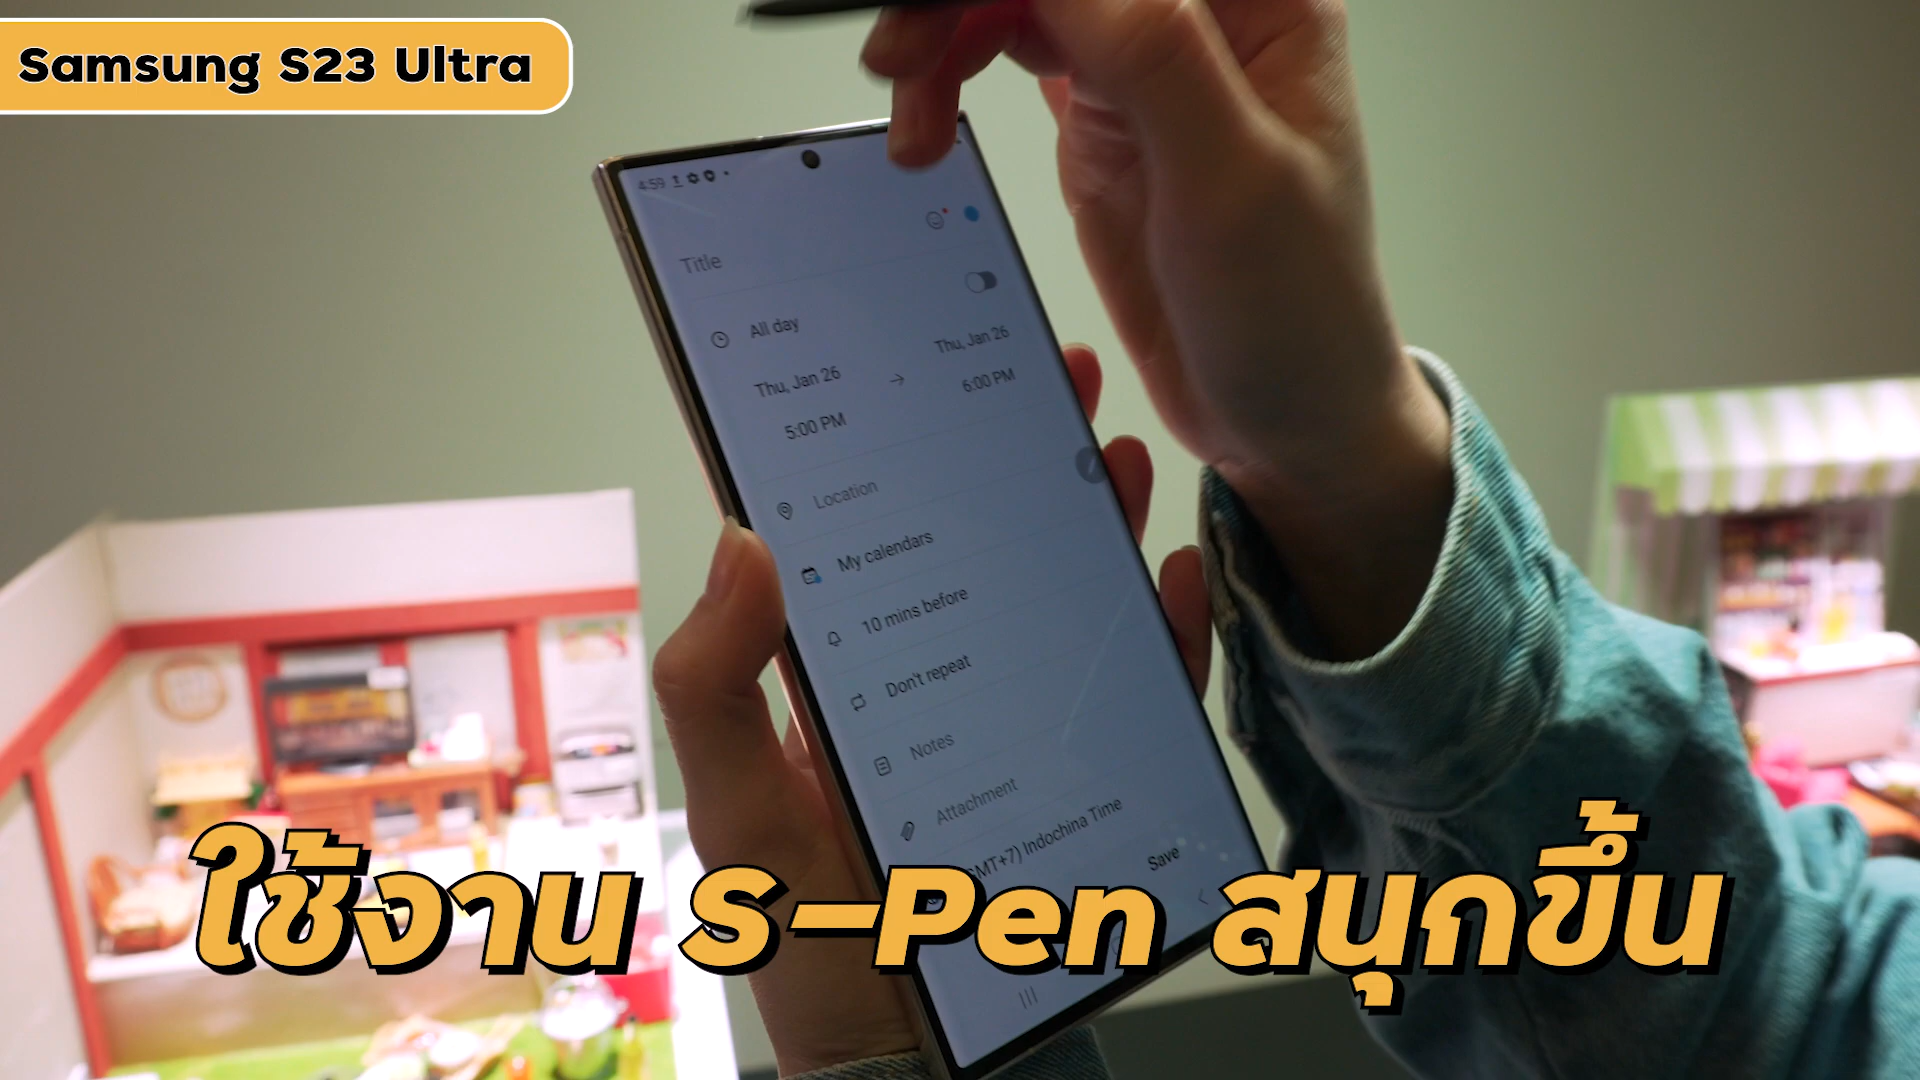 Samsung S23 Ultra
4:59
Title
All day
Thu, Jan 26
Thu, Jan 26
5:00 PM
6:00 PM
Location
My calendars
10 mins before
Don't repeat
Notes
Attachment
GMT+7) Indochina Time
Save
ใช้งาน S-Pen สนุกขึ้น